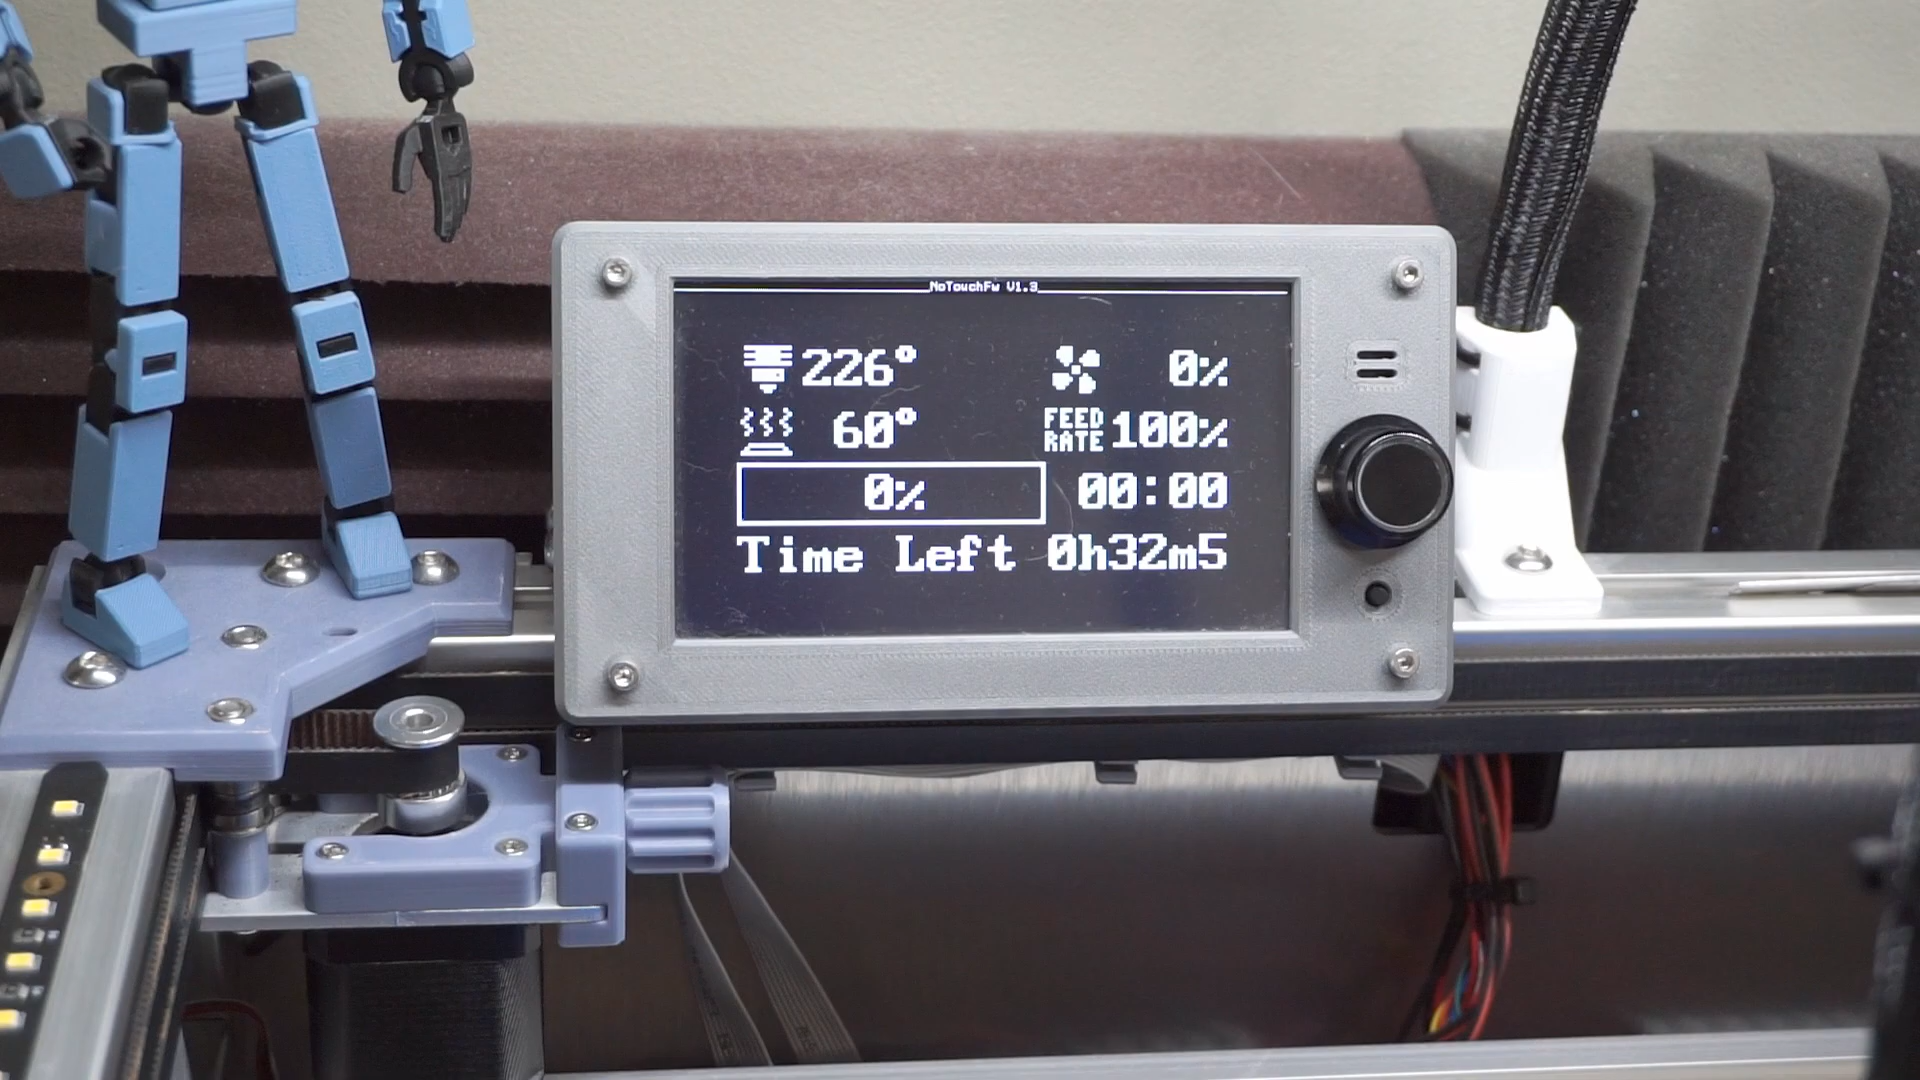 NoTouchFw V1.3
226° 0%
60° FEED RATE 100%
0% 00:00
Time Left 0h32m5